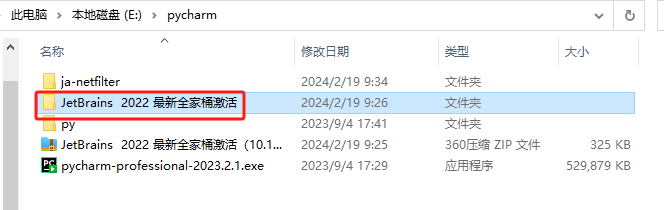 此电脑 > 本地磁盘 (E:) > pycharm
名称 修改日期 类型 大小
ja-netfilter 2024/2/19 9:34 文件夹
JetBrains 2022 最新全家桶激活 2024/2/19 9:26 文件夹
py 2023/9/4 17:41 文件夹
JetBrains 2022 最新全家桶激活（10.1... 2024/2/19 9:25 360压缩 ZIP 文件 325 KB
pycharm-professional-2023.2.1.exe 2023/9/4 17:29 应用程序 529,879 KB